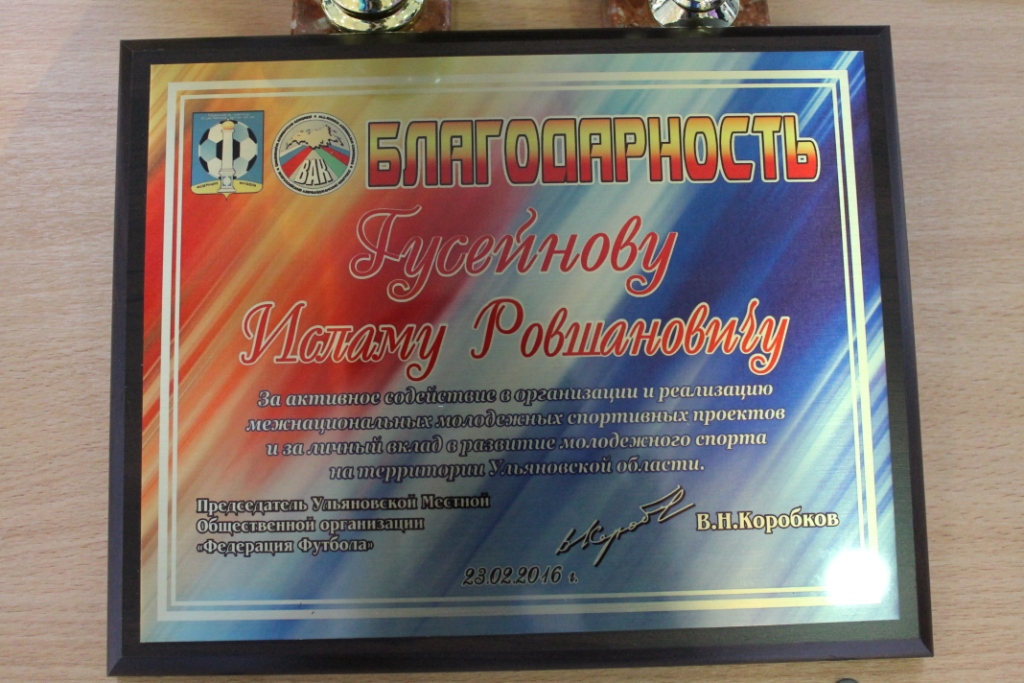 БЛАГОДАРНОСТЬ
ВАК
Гусейнову
Исламу Ровшановичу
За активное содействие в организации и реализацию
межнациональных молодежных спортивных проектов
и за личный вклад в развитие молодежного спорта
на территории Ульяновской области.
Председатель Ульяновской Местной
Общественной организации
«Федерация Футбола»
В.Н.Коробков
23.02.2016 г.